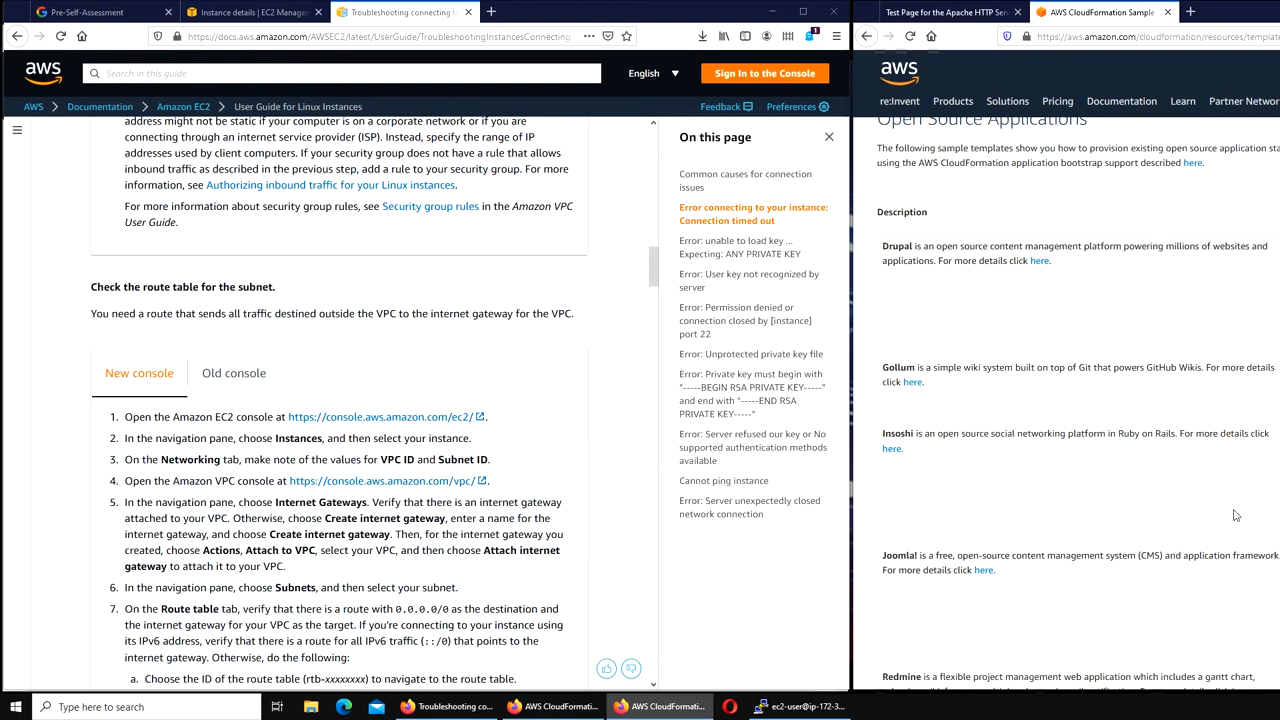 Pre-Self-Assessment
Instance details | EC2 Manage
Troubleshooting connecting t
https://docs.aws.amazon.com/AWSEC2/latest/UserGuide/TroubleshootingInstancesConnecting.
aws
Search in this guide
English
Sign In to the Console
AWS > Documentation > Amazon EC2 > User Guide for Linux Instances
Feedback
Preferences
address might not be static if your computer is on a corporate network or if you are
connecting through an internet service provider (ISP). Instead, specify the range of IP
addresses used by client computers. If your security group does not have a rule that allows
inbound traffic as described in the previous step, add a rule to your security group. For more
information, see Authorizing inbound traffic for your Linux instances.
For more information about security group rules, see Security group rules in the Amazon VPC
User Guide.
Check the route table for the subnet.
You need a route that sends all traffic destined outside the VPC to the internet gateway for the VPC.
New console
Old console
1. Open the Amazon EC2 console at https://console.aws.amazon.com/ec2/ .
2. In the navigation pane, choose Instances, and then select your instance.
3. On the Networking tab, make note of the values for VPC ID and Subnet ID.
4. Open the Amazon VPC console at https://console.aws.amazon.com/vpc/ .
5. In the navigation pane, choose Internet Gateways. Verify that there is an internet gateway
attached to your VPC. Otherwise, choose Create internet gateway, enter a name for the
internet gateway, and choose Create internet gateway. Then, for the internet gateway you
created, choose Actions, Attach to VPC, select your VPC, and then choose Attach internet
gateway to attach it to your VPC.
6. In the navigation pane, choose Subnets, and then select your subnet.
7. On the Route table tab, verify that there is a route with 0.0.0.0/0 as the destination and
the internet gateway for your VPC as the target. If you're connecting to your instance using
its IPv6 address, verify that there is a route for all IPv6 traffic (::/0) that points to the
internet gateway. Otherwise, do the following:
a. Choose the ID of the route table (rtb-xxxxxxxx) to navigate to the route table.
On this page
Common causes for connection
issues
Error connecting to your instance:
Connection timed out
Error: unable to load key ...
Expecting: ANY PRIVATE KEY
Error: User key not recognized by
server
Error: Permission denied or
connection closed by [instance]
port 22
Error: Unprotected private key file
Error: Private key must begin with
"-----BEGIN RSA PRIVATE KEY-----"
and end with "-----END RSA
PRIVATE KEY-----"
Error: Server refused our key or No
supported authentication methods
available
Cannot ping instance
Error: Server unexpectedly closed
network connection
Test Page for the Apache HTTP Ser
AWS CloudFormation Sample
https://aws.amazon.com/cloudformation/resources/templat
aws
re:Invent Products Solutions Pricing Documentation Learn Partner Network
Open Source Applications
The following sample templates show you how to provision existing open source application sta
using the AWS CloudFormation application bootstrap support described here.
Description
Drupal is an open source content management platform powering millions of websites and
applications. For more details click here.
Gollum is a simple wiki system built on top of Git that powers GitHub Wikis. For more details
click here.
Insoshi is an open source social networking platform in Ruby on Rails. For more details click
here.
Joomla! is a free, open-source content management system (CMS) and application framework.
For more details click here.
Redmine is a flexible project management web application which includes a gantt chart,
Type here to search
Troubleshooting co...
AWS CloudFormati...
AWS CloudFormati...
ec2-user@ip-172-3...